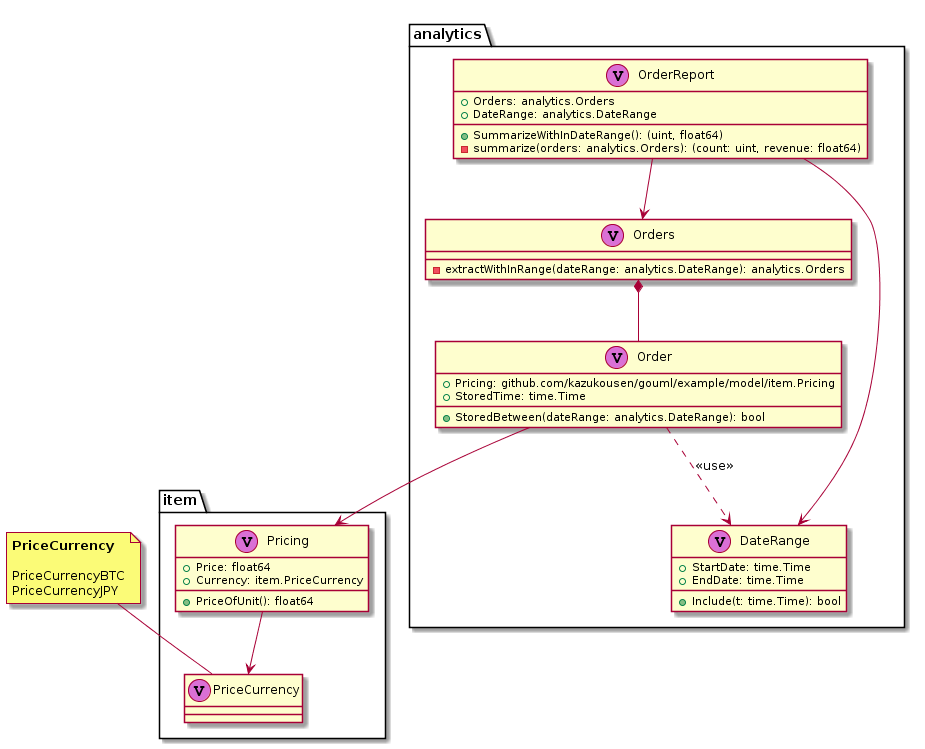 analytics
V OrderReport
Orders: analytics.Orders
DateRange: analytics.DateRange
SummarizeWithInDateRange(): (uint, float64)
summarize(orders: analytics.Orders): (count: uint, revenue: float64)
V Orders
extractWithInRange(dateRange: analytics.DateRange): analytics.Orders
V Order
Pricing: github.com/kazukousen/gouml/example/model/item.Pricing
StoredTime: time.Time
StoredBetween(dateRange: analytics.DateRange): bool
«use»
item
V Pricing
Price: float64
Currency: item.PriceCurrency
PriceOfUnit(): float64
V DateRange
StartDate: time.Time
EndDate: time.Time
Include(t: time.Time): bool
PriceCurrency
PriceCurrencyBTC
PriceCurrencyJPY
V PriceCurrency